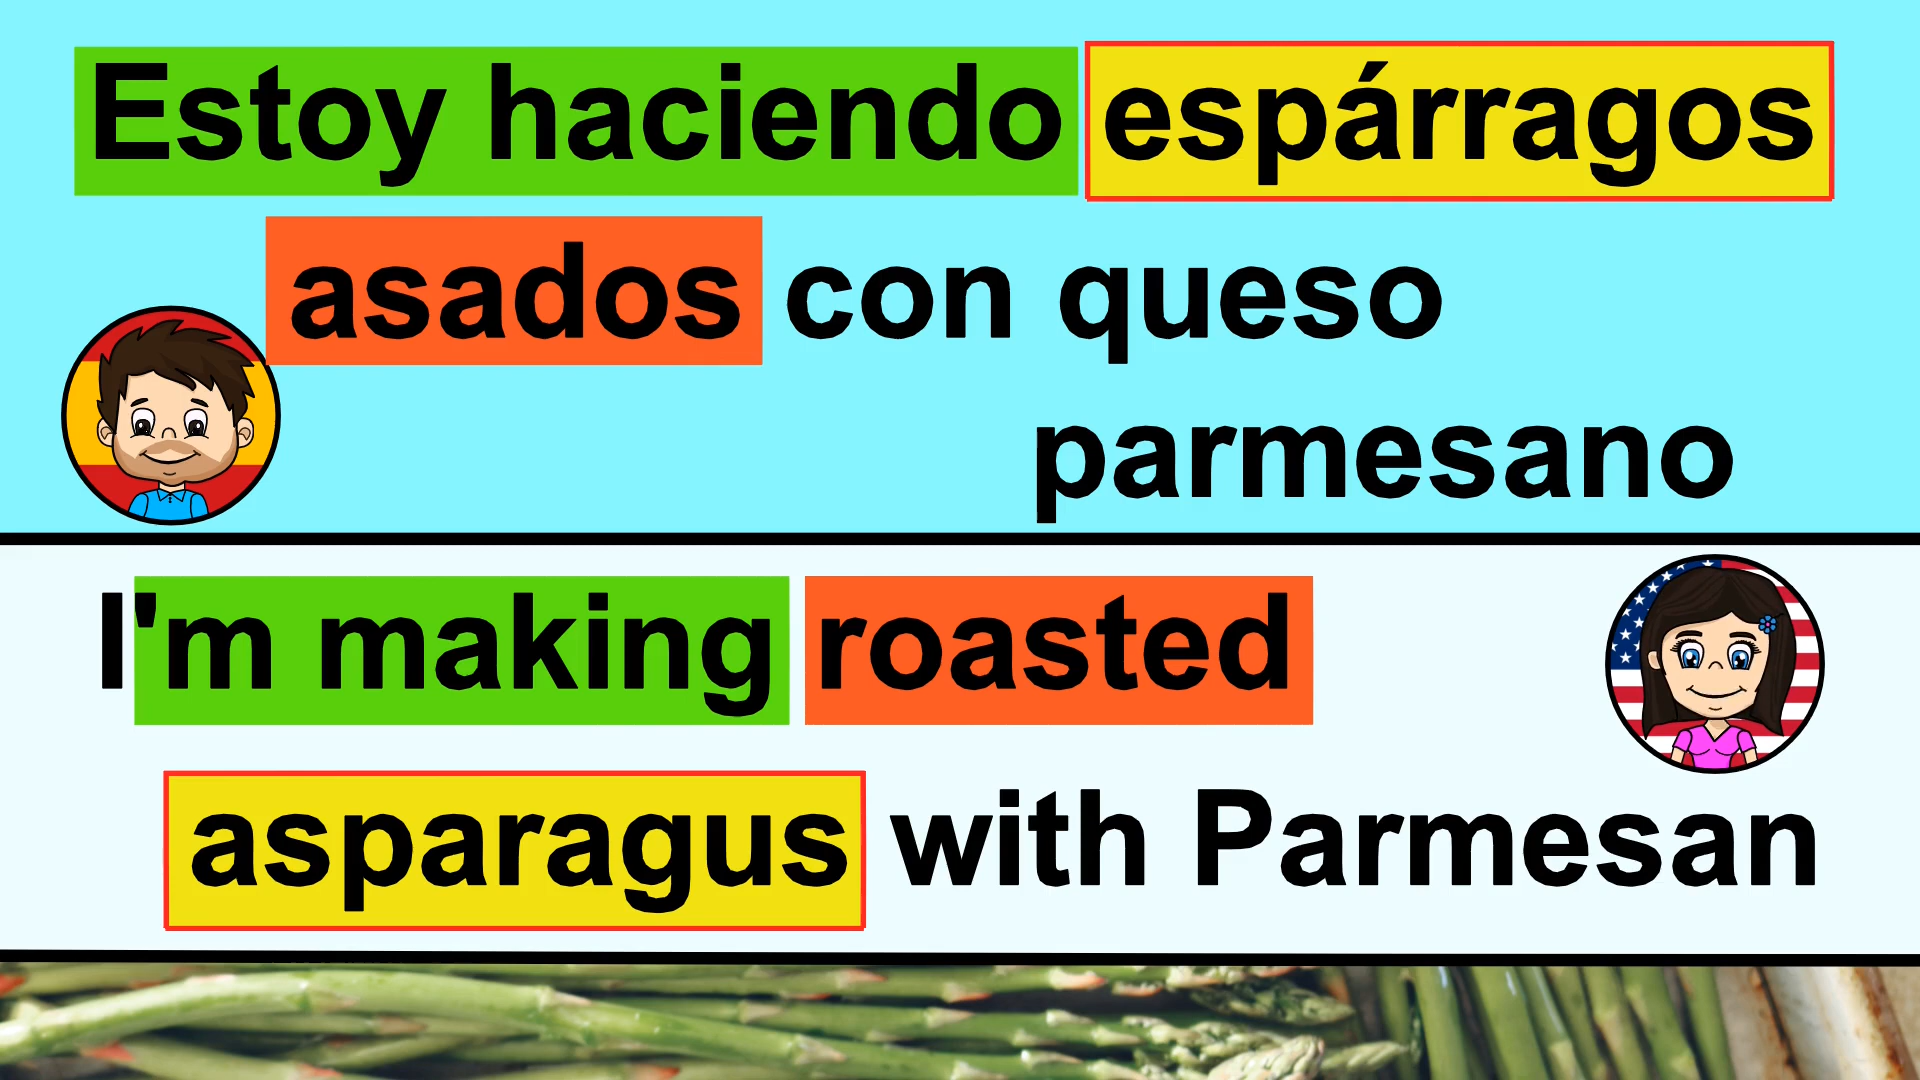 Estoy haciendo espárragos
asados con queso
parmesano
I'm making roasted
asparagus with Parmesan